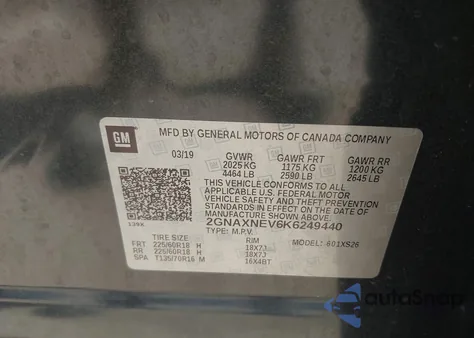 GM
MFD BY GENERAL MOTORS OF CANADA COMPANY
03/19 GVWR GAWR FRT GAWR RR
2025 KG 1175 KG 1200 KG
4464 LB 2590 LB 2645 LB
THIS VEHICLE CONFORMS TO ALL
APPLICABLE U.S. FEDERAL MOTOR
VEHICLE SAFETY AND THEFT PREVENTION
STANDARDS IN EFFECT ON THE DATE OF
MANUFACTURE SHOWN ABOVE.
2GNAXNEV6K6249440
TYPE: M.P.V. MODEL: 601XS26
139X
TIRE SIZE RIM
FRT 225/60R18 H 18X7J
RR 225/60R18 H 18X7J
SPA T135/70R16 M 16X4BT
autoSnap